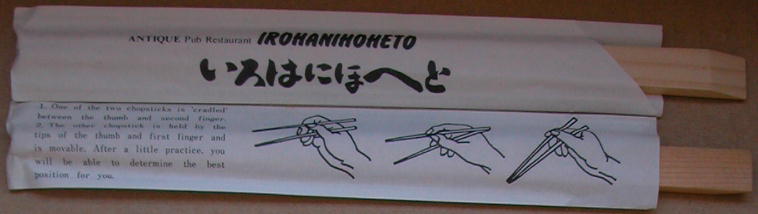 ANTIQUE Pub Restaurant IROHANIHOHETO
いろはにほへと
1. One of the two chopsticks is 'cradled'
between the thumb and second finger.
2. The other chopstick is held by the
tips of the thumb and first finger and
is movable. After a little practice, you
will be able to determine the best
position for you.